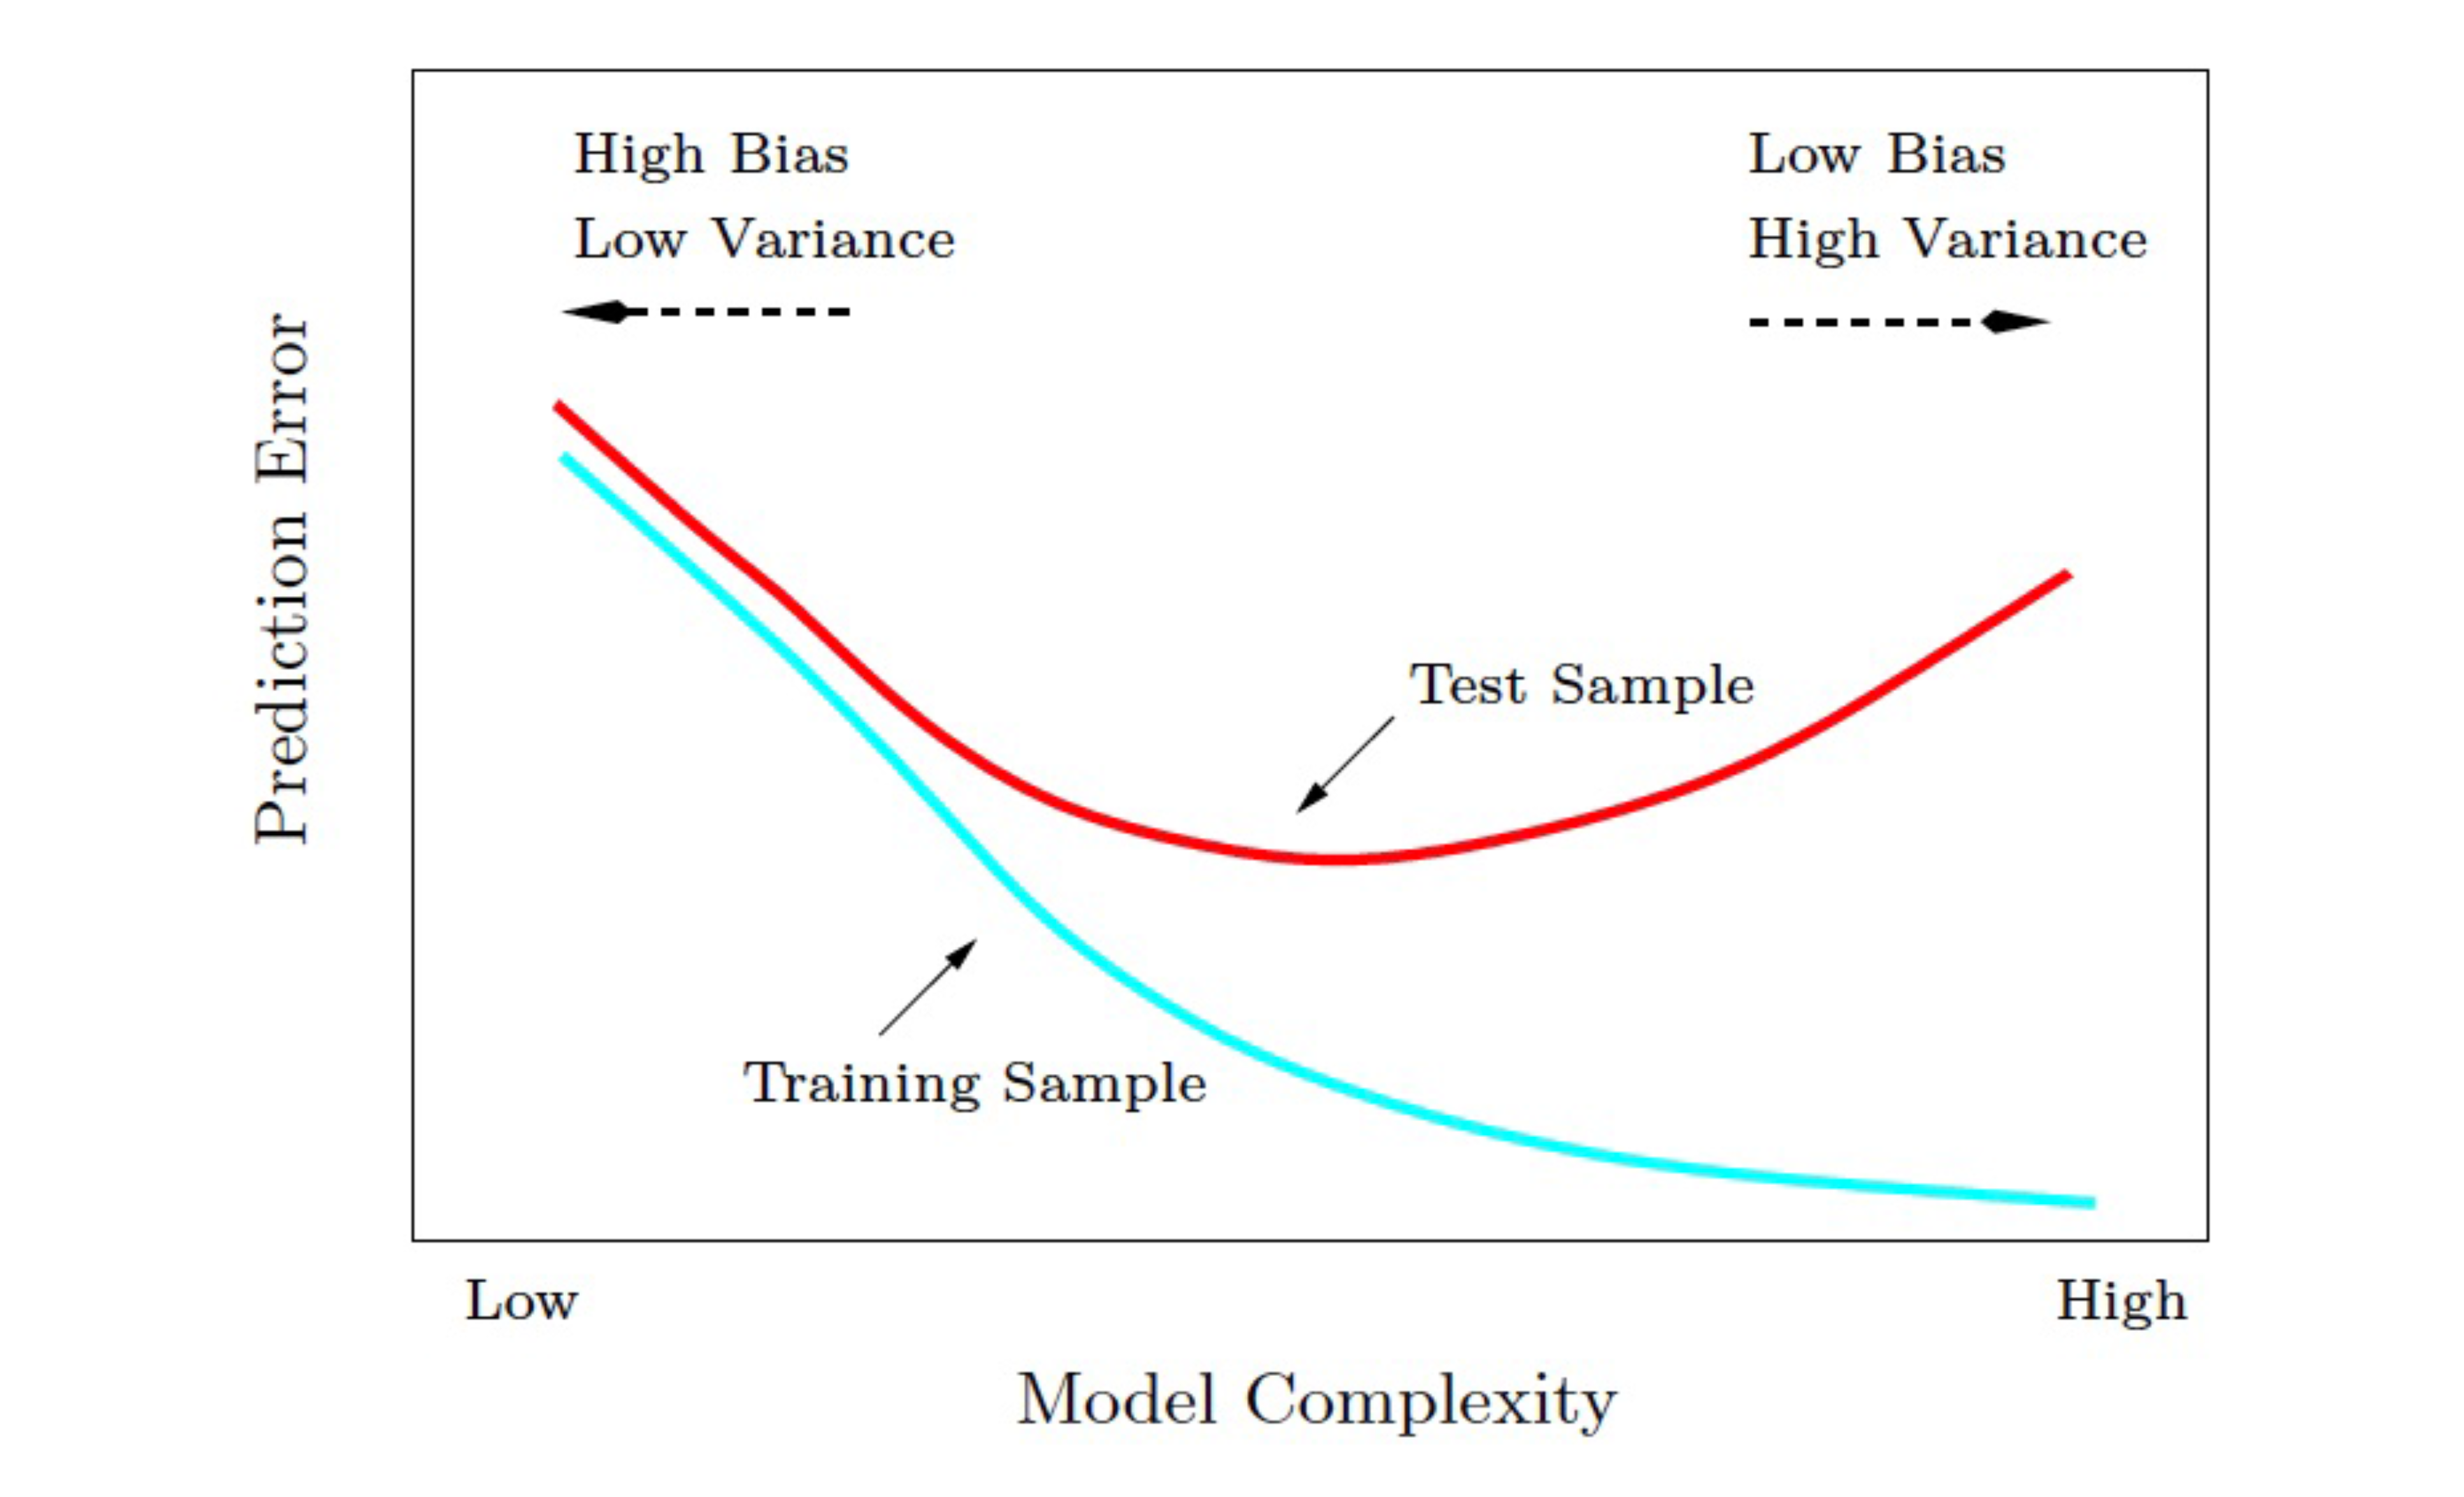 High Bias
Low Variance
Low Bias
High Variance
Prediction Error
Test Sample
Training Sample
Low
High
Model Complexity